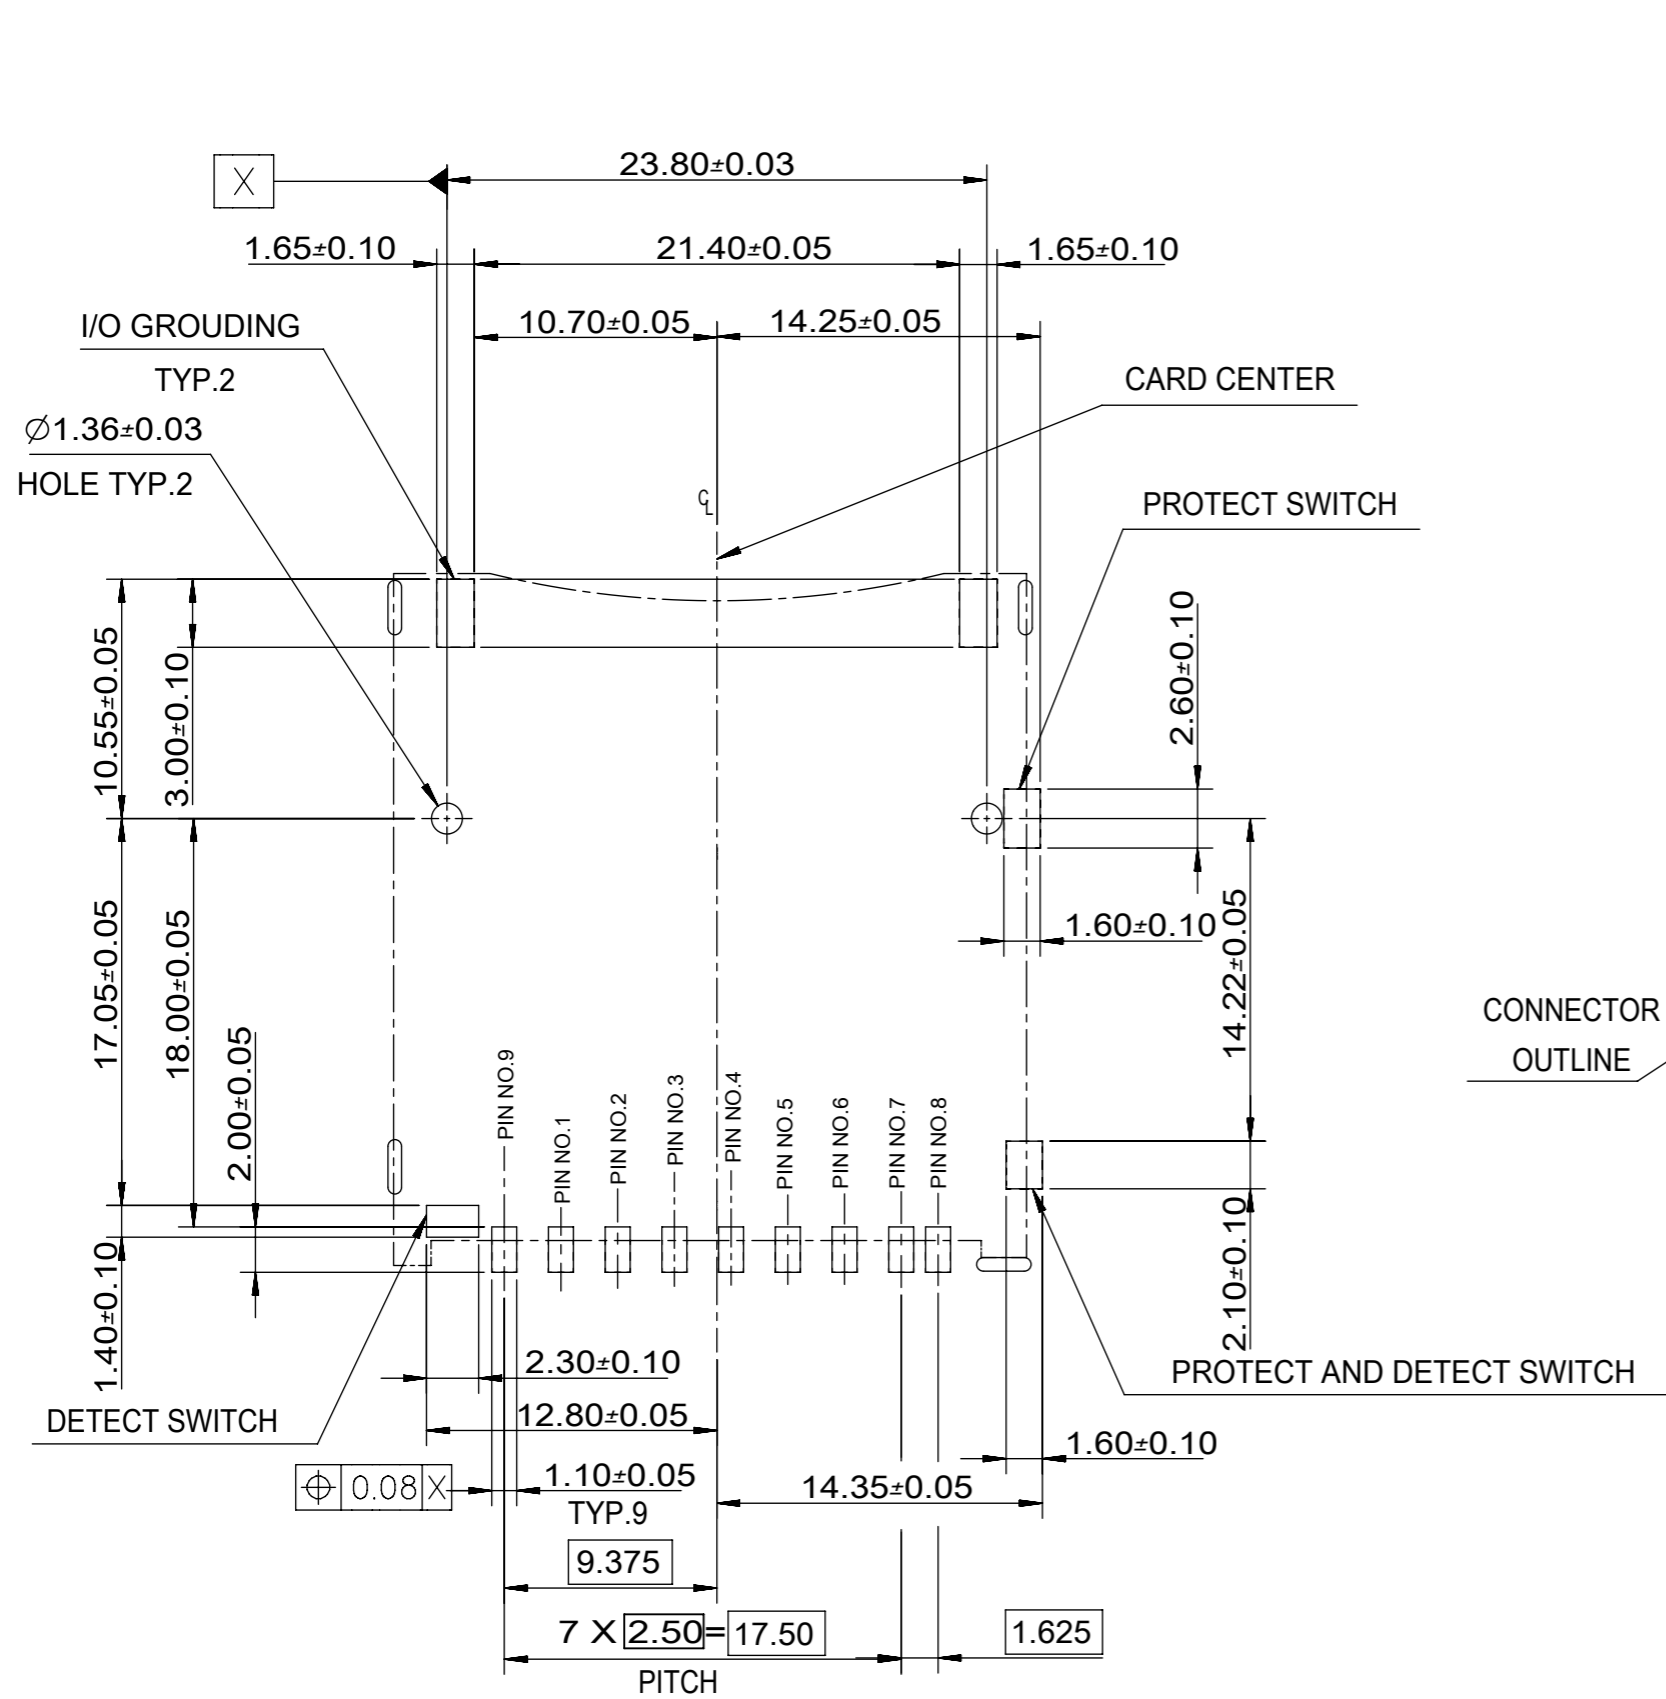 23.80±0.03
X
1.65±0.10
21.40±0.05
1.65±0.10
10.70±0.05
14.25±0.05
I/O GROUDING
TYP.2
CARD CENTER
Ø1.36±0.03
HOLE TYP.2
℄
PROTECT SWITCH
10.55±0.05
3.00±0.10
2.60±0.10
17.05±0.05
18.00±0.05
2.00±0.05
1.60±0.10
14.22±0.05
CONNECTOR
OUTLINE
PIN NO.9
PIN NO.1
PIN NO.2
PIN NO.3
PIN NO.4
PIN NO.5
PIN NO.6
PIN NO.7
PIN NO.8
1.40±0.10
2.10±0.10
2.30±0.10
PROTECT AND DETECT SWITCH
DETECT SWITCH
12.80±0.05
1.60±0.10
⌖ 0.08 X
1.10±0.05
TYP.9
14.35±0.05
9.375
7 X 2.50=17.50
PITCH
1.625